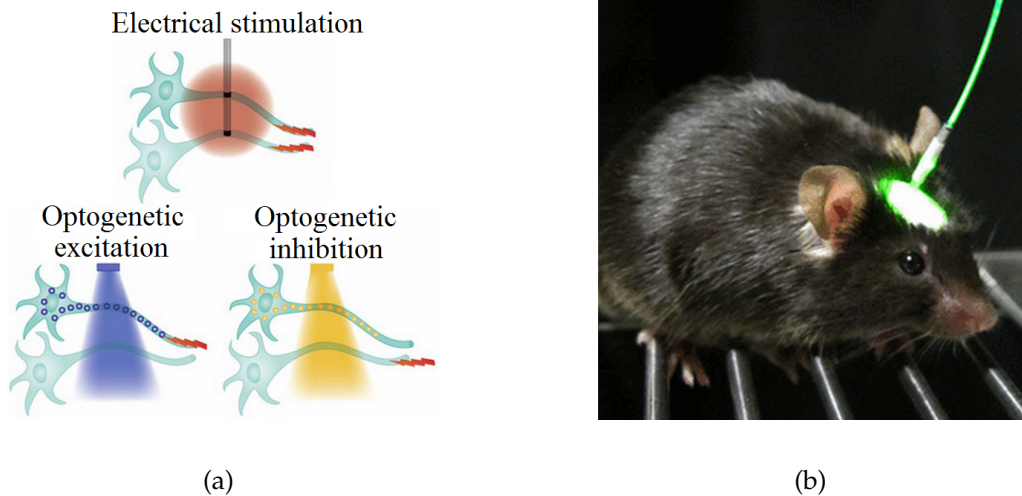 Electrical stimulation
Optogenetic
excitation
Optogenetic
inhibition
(a)
(b)